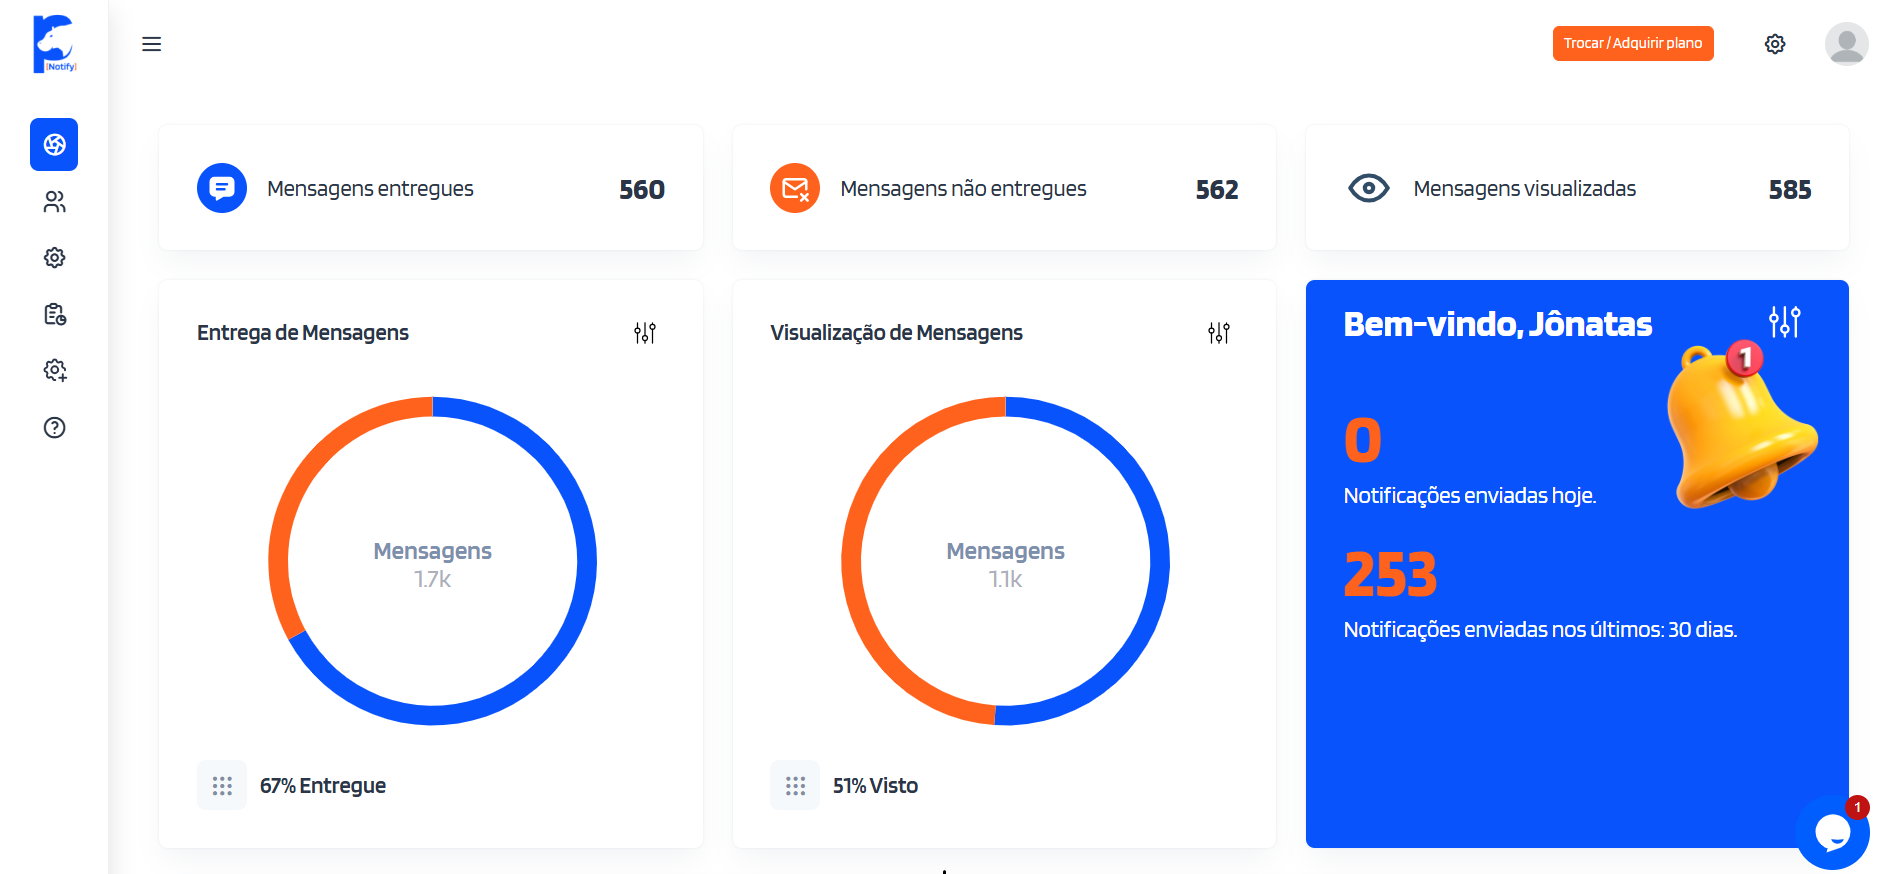 [Notify]
Trocar / Adquirir plano
Mensagens entregues 560
Mensagens não entregues 562
Mensagens visualizadas 585
Entrega de Mensagens
Mensagens
1.7k
67% Entregue
Visualização de Mensagens
Mensagens
1.1k
51% Visto
Bem-vindo, Jônatas
1
0
Notificações enviadas hoje.
253
Notificações enviadas nos últimos: 30 dias.
1